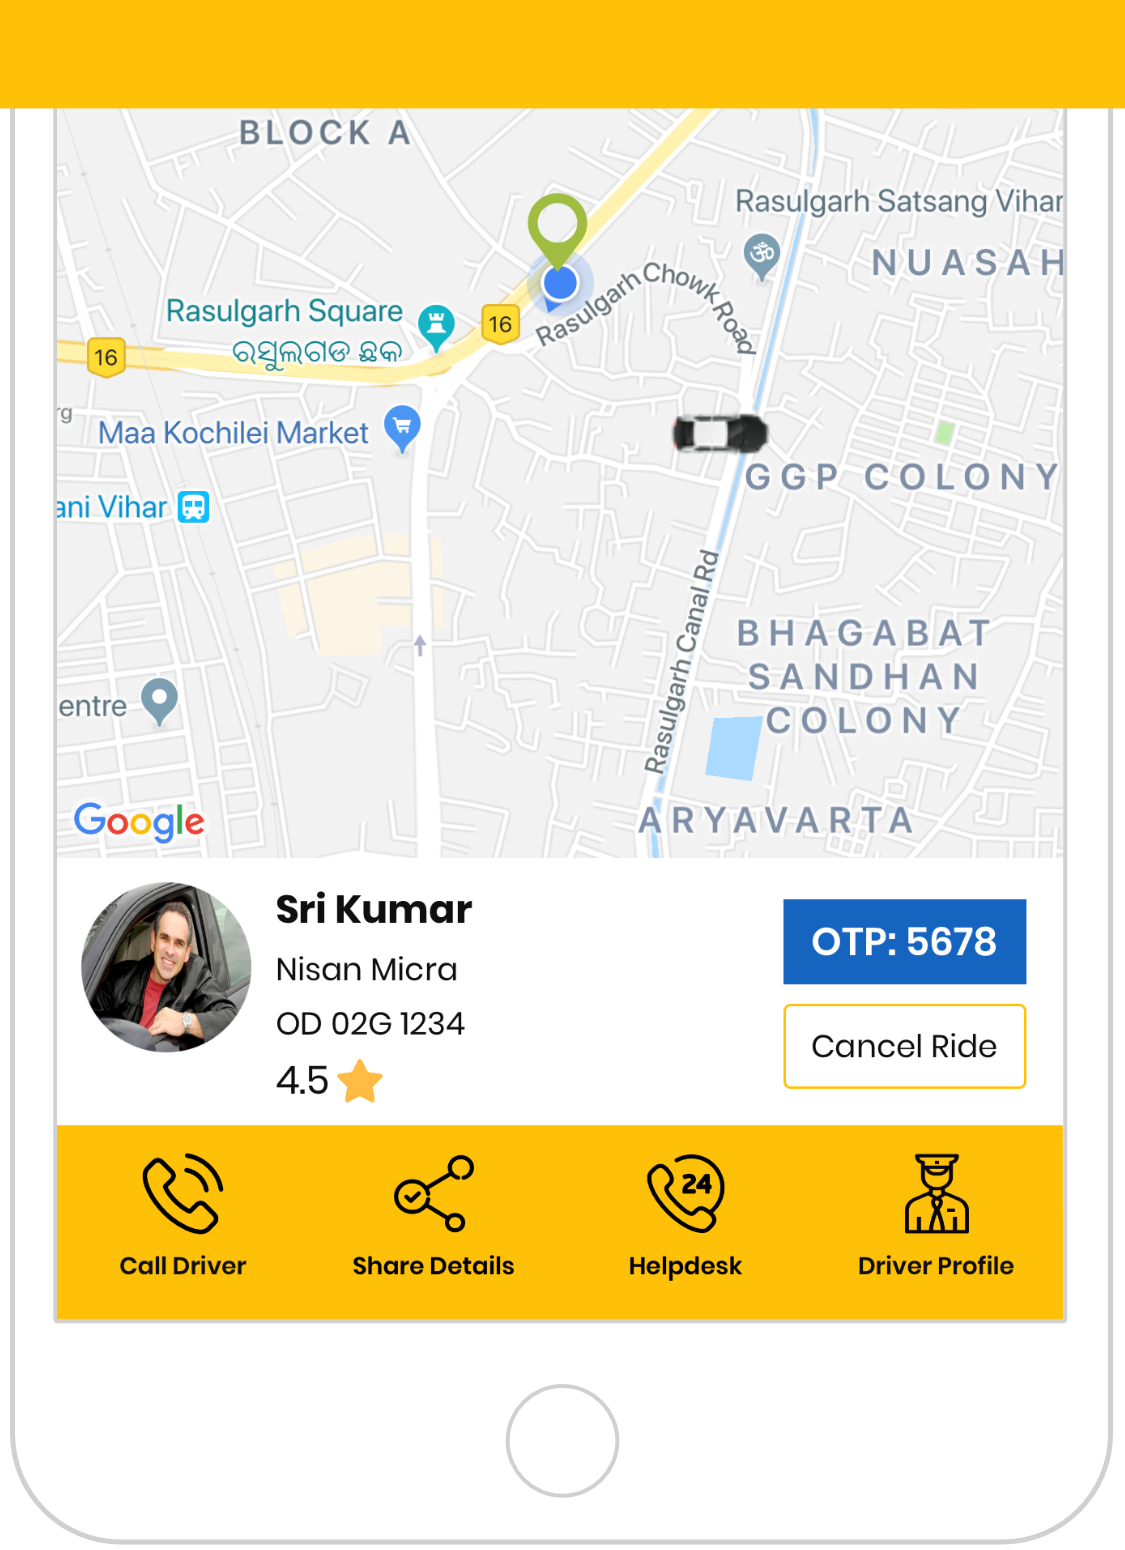 BLOCK A
Rasulgarh Satsang Vihar
NUASAH
Rasulgarh Chowk Road
Rasulgarh Square
ରସୁଲଗଡ ଛକ
16
16
rg
Maa Kochilei Market
GGP COLONY
ani Vihar
Rasulgarh Canal Rd
BHAGABAT
SANDHAN
COLONY
entre
Google
ARYAVARTA
Sri Kumar
Nisan Micra
OD 02G 1234
4.5
OTP: 5678
Cancel Ride
24
Call Driver
Share Details
Helpdesk
Driver Profile